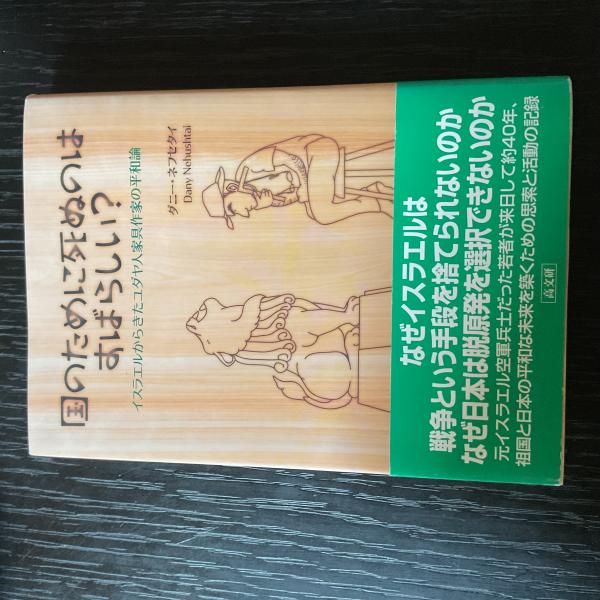 国のために死ぬのは
すばらしい?
イスラエルからきたユダヤ人家具作家の平和論
ダニー・ネフセタイ
Dany Nehushtai
なぜイスラエルは
戦争という手段を捨てられないのか
なぜ日本は脱原発を選択できないのか
元イスラエル空軍兵士だった若者が来日して約40年、
祖国と日本の平和な未来を築くための思索と活動の記録
高文研